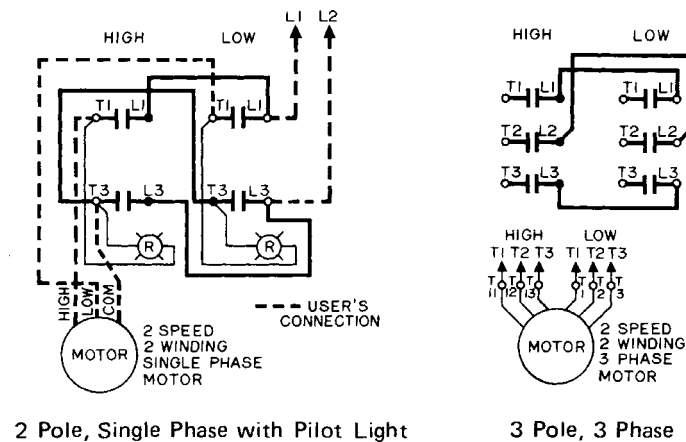 L1 L2
HIGH LOW
T1 L1 T1 L1
T3 L3 T3 L3
R R
HIGH LOW COM.
USER'S
CONNECTION
MOTOR
2 SPEED
2 WINDING
SINGLE PHASE
MOTOR
2 Pole, Single Phase with Pilot Light
HIGH LOW
T1 L1 T1 L1
T2 L2 T2 L2
T3 L3 T3 L3
HIGH LOW
T1 T2 T3 T1 T2 T3
T11 T12 T13 T1 T2 T3
MOTOR
2 SPEED
2 WINDING
3 PHASE
MOTOR
3 Pole, 3 Phase